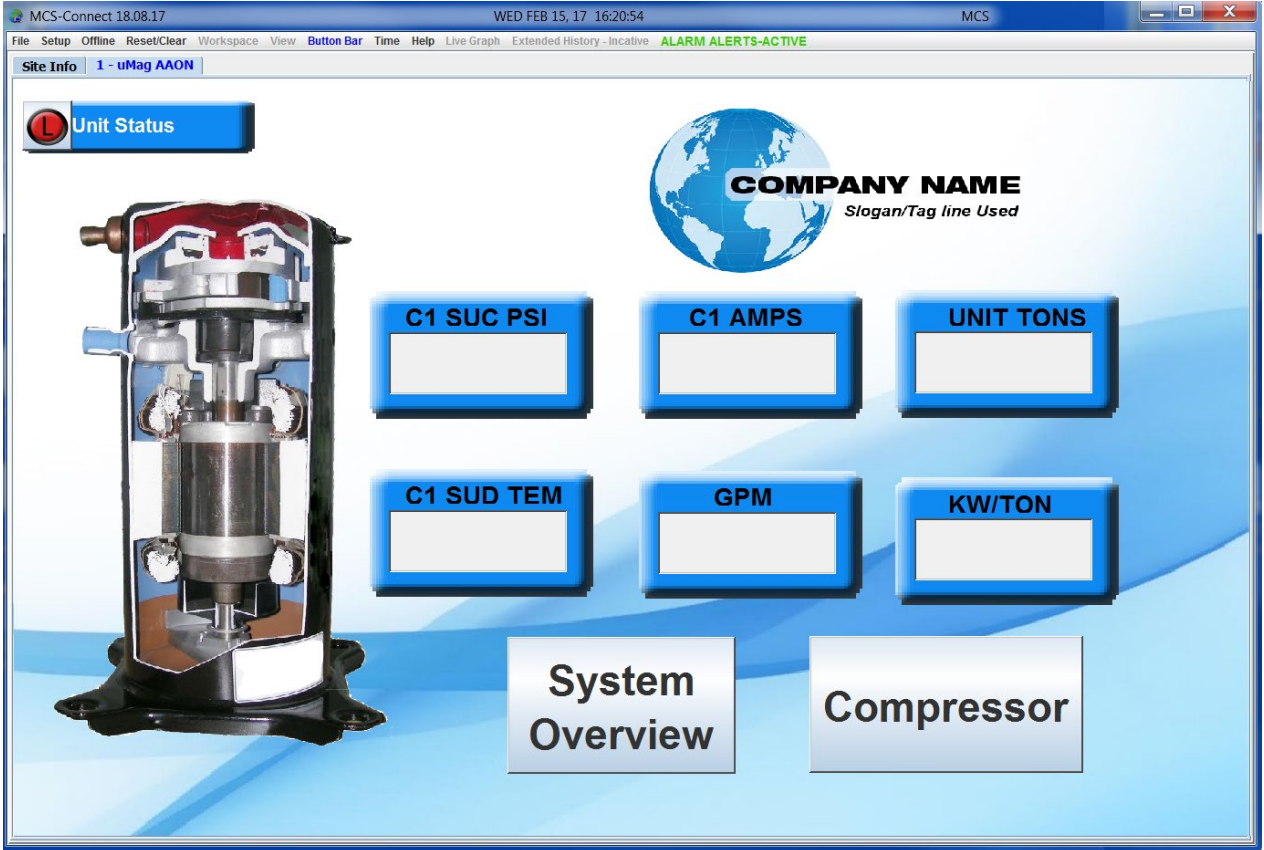 MCS-Connect 18.08.17 WED FEB 15, 17 16:20:54 MCS
File Setup Offline Reset/Clear Workspace View Button Bar Time Help Live Graph Extended History - Incative ALARM ALERTS-ACTIVE
Site Info 1 - uMag AAON
L Unit Status
COMPANY NAME
Slogan/Tag line Used
C1 SUC PSI C1 AMPS UNIT TONS
C1 SUD TEM GPM KW/TON
System
Overview
Compressor